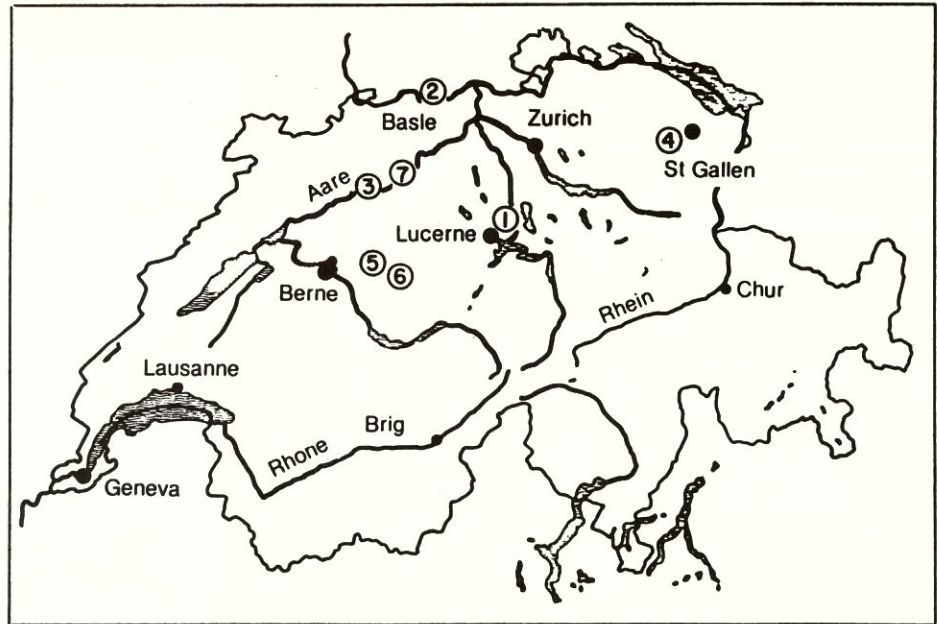 2
Basle
Zurich
4
St Gallen
Aare
3
7
1
Lucerne
5
6
Berne
Rhein
Chur
Lausanne
Brig
Rhone
Geneva